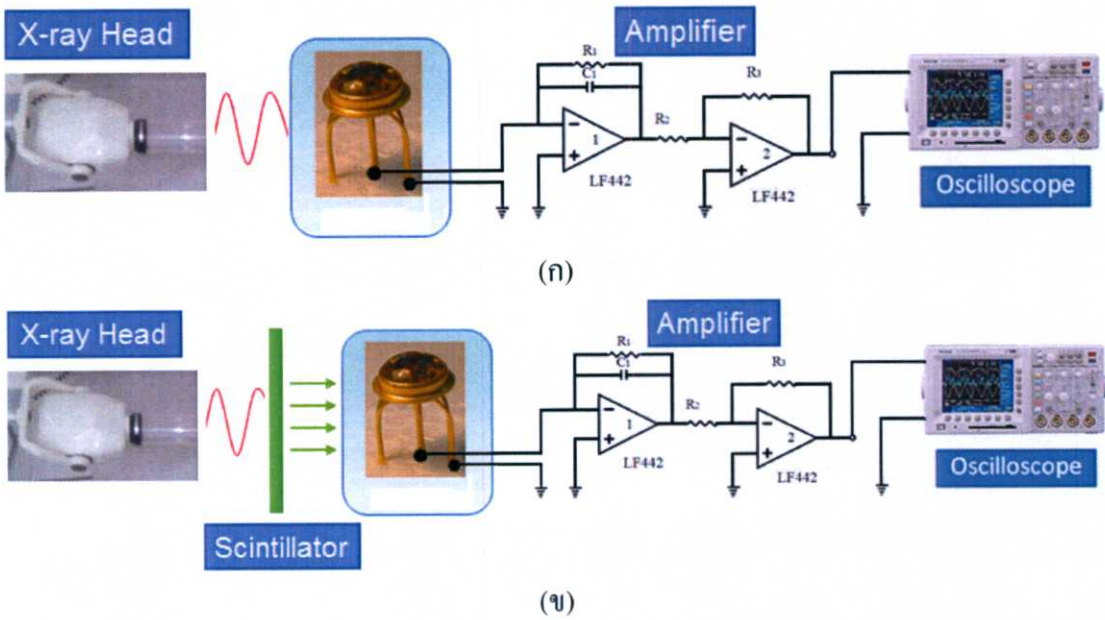 X-ray Head
Amplifier
R1
C1
R3
R2
1
2
LF442
LF442
Oscilloscope
(ก)
X-ray Head
Amplifier
R1
C1
R3
R2
1
2
LF442
LF442
Oscilloscope
Scintillator
(ข)